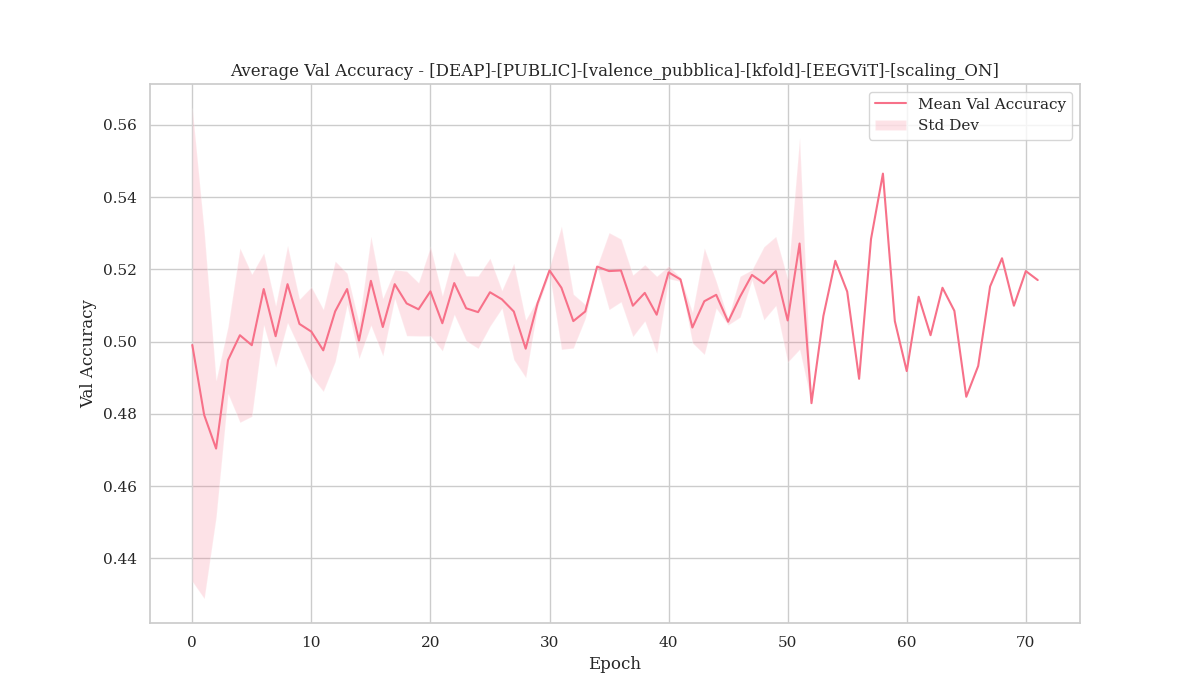 Average Val Accuracy - [DEAP]-[PUBLIC]-[valence_pubblica]-[kfold]-[EEGViT]-[scaling_ON]
Mean Val Accuracy
Std Dev
0.56
0.54
0.52
0.50
0.48
0.46
0.44
Val Accuracy
0 10 20 30 40 50 60 70
Epoch